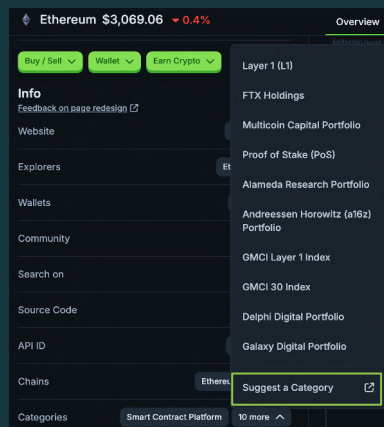 Ethereum $3,069.06 ▼ 0.4%
Overview
Buy / Sell
Wallet
Earn Crypto
Info
Feedback on page redesign
Website
Explorers
Et
Wallets
Community
Search on
Source Code
API ID
Chains
Ethereu
Categories
Smart Contract Platform
10 more
Layer 1 (L1)
FTX Holdings
Multicoin Capital Portfolio
Proof of Stake (PoS)
Alameda Research Portfolio
Andreessen Horowitz (a16z)
Portfolio
GMCI Layer 1 Index
GMCI 30 Index
Delphi Digital Portfolio
Galaxy Digital Portfolio
Suggest a Category